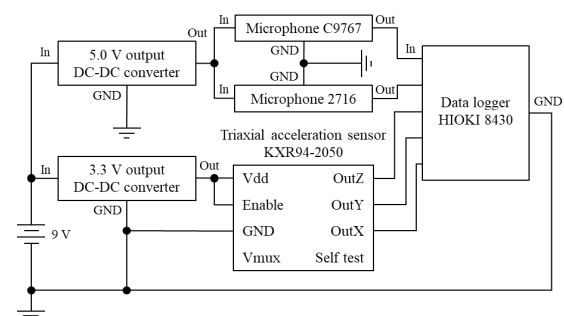 In
Out
Microphone C9767
Out
In
5.0 V output
DC-DC converter
Out
GND
In
GND
GND
In
Microphone 2716
Out
Data logger
HIOKI 8430
GND
Triaxial acceleration sensor
KXR94-2050
In
3.3 V output
DC-DC converter
Out
GND
Vdd
OutZ
Enable
OutY
GND
OutX
Vmux
Self test
9 V